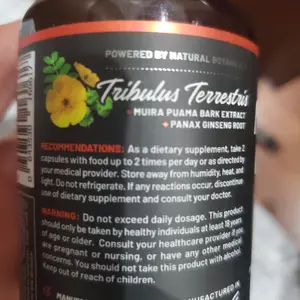 POWERED BY NATURAL
Tribulus Terrestris
• MUIRA PUAMA BARK EXTRACT
• PANAX GINSENG ROOT
RECOMMENDATIONS: As a dietary supplement, take 2
capsules with food up to 2 times per day or as directed by
your medical provider. Store away from humidity, heat, and
light. Do not refrigerate. If any reactions occur, discontinue
use of dietary supplement and consult your doctor.
WARNING: Do not exceed daily dosage. This product
should only be taken by healthy individuals at least 18 years
of age or older. Consult your healthcare provider if you
are pregnant or nursing, or have any other medical
concerns. You should not take this product with alcohol.
Keep out of reach of children.